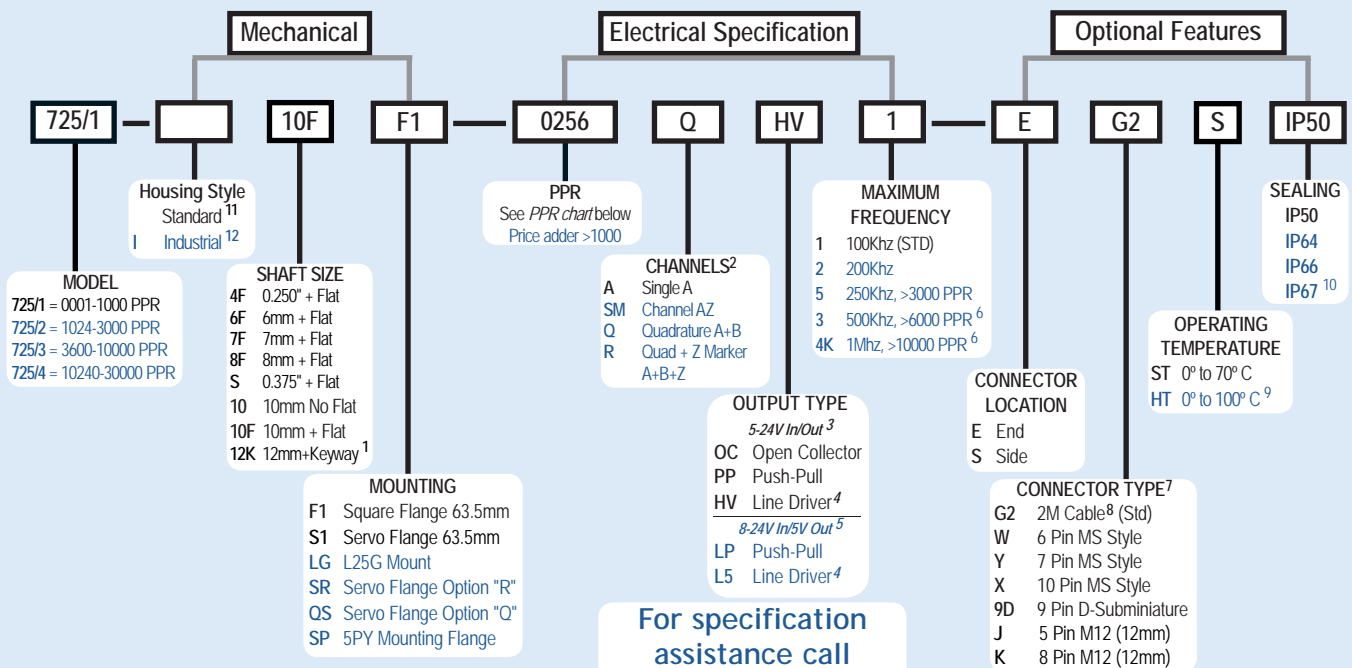 Mechanical
Electrical Specification
Optional Features
725/1
10F
F1
0256
Q
HV
1
E
G2
S
IP50
Housing Style
Standard 11
I Industrial 12
MODEL
725/1 = 0001-1000 PPR
725/2 = 1024-3000 PPR
725/3 = 3600-10000 PPR
725/4 = 10240-30000 PPR
SHAFT SIZE
4F 0.250" + Flat
6F 6mm + Flat
7F 7mm + Flat
8F 8mm + Flat
S 0.375" + Flat
10 10mm No Flat
10F 10mm + Flat
12K 12mm+Keyway 1
MOUNTING
F1 Square Flange 63.5mm
S1 Servo Flange 63.5mm
LG L25G Mount
SR Servo Flange Option "R"
QS Servo Flange Option "Q"
SP 5PY Mounting Flange
PPR
See PPR chart below
Price adder >1000
CHANNELS2
A Single A
SM Channel AZ
Q Quadrature A+B
R Quad + Z Marker
A+B+Z
OUTPUT TYPE
5-24V In/Out 3
OC Open Collector
PP Push-Pull
HV Line Driver4
8-24V In/5V Out 5
LP Push-Pull
L5 Line Driver4
MAXIMUM
FREQUENCY
1 100Khz (STD)
2 200Khz
5 250Khz, >3000 PPR
3 500Khz, >6000 PPR 6
4K 1Mhz, >10000 PPR 6
CONNECTOR
LOCATION
E End
S Side
CONNECTOR TYPE7
G2 2M Cable8 (Std)
W 6 Pin MS Style
Y 7 Pin MS Style
X 10 Pin MS Style
9D 9 Pin D-Subminiature
J 5 Pin M12 (12mm)
K 8 Pin M12 (12mm)
OPERATING
TEMPERATURE
ST 0º to 70º C
HT 0º to 100º C 9
SEALING
IP50
IP64
IP66
IP67 10
For specification
assistance call